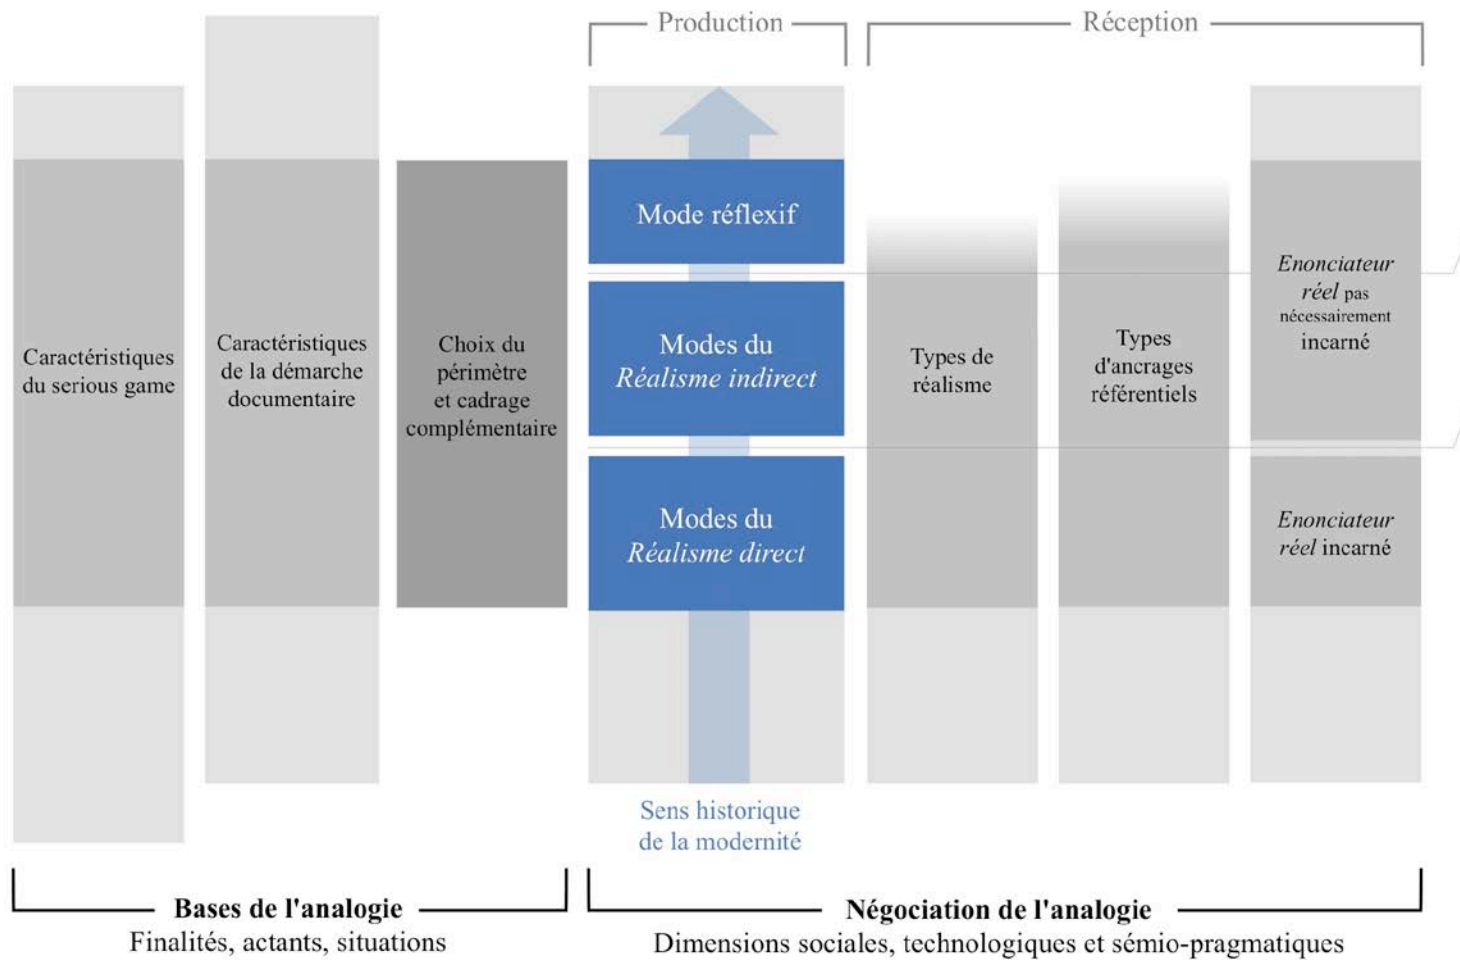 Production
Réception
Caractéristiques
du serious game
Caractéristiques
de la démarche
documentaire
Choix du
périmètre
et cadrage
complémentaire
Mode réflexif
Modes du
Réalisme indirect
Modes du
Réalisme direct
Types de
réalisme
Types
d'ancrages
référentiels
Enonciateur
réel pas
nécessairement
incarné
Enonciateur
réel incarné
Sens historique
de la modernité
Bases de l'analogie
Finalités, actants, situations
Négociation de l'analogie
Dimensions sociales, technologiques et sémio-pragmatiques